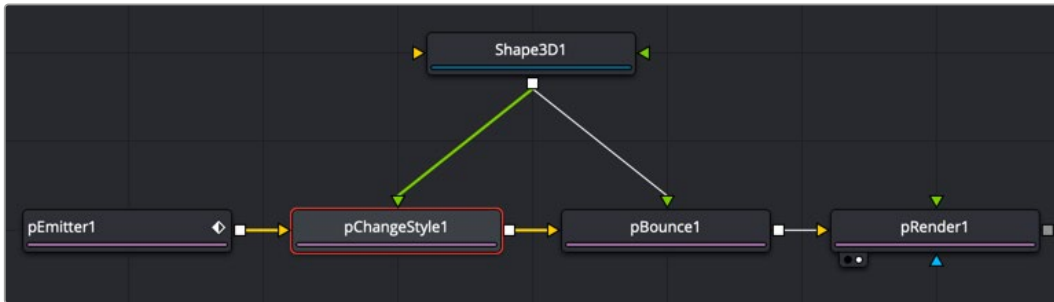 Shape3D1
pEmitter1
pChangeStyle1
pBounce1
pRender1